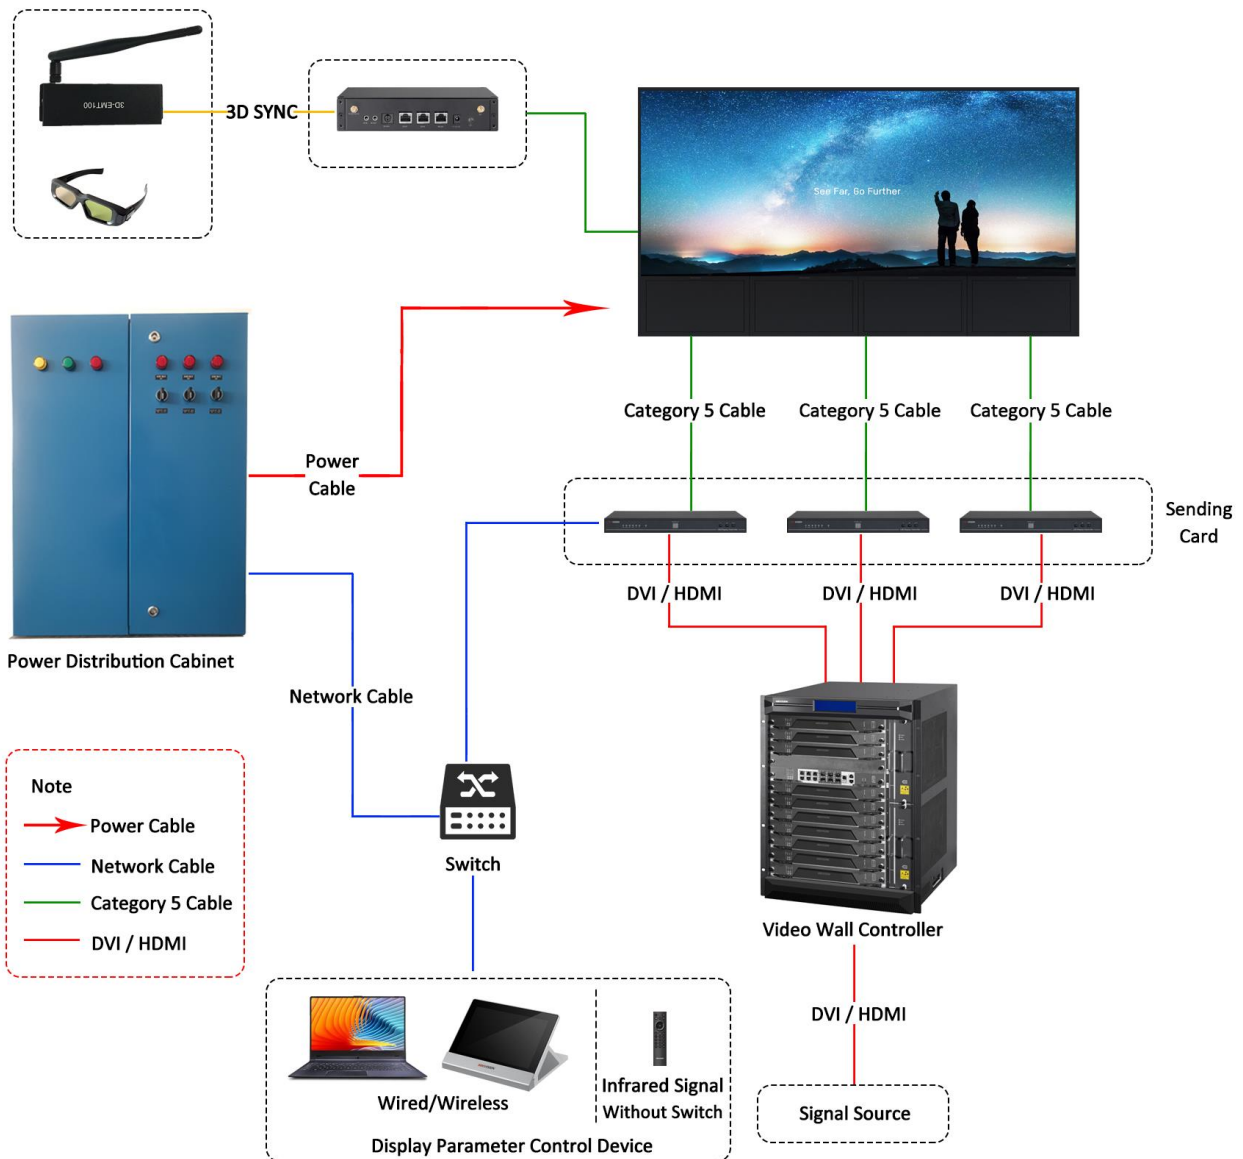 3D-EMT100
3D SYNC
See Far, Go Further
Power
Cable
Category 5 Cable
Category 5 Cable
Category 5 Cable
Sending
Card
DVI / HDMI
DVI / HDMI
DVI / HDMI
Power Distribution Cabinet
Network Cable
Note
Power Cable
Network Cable
Category 5 Cable
DVI / HDMI
Switch
Video Wall Controller
DVI / HDMI
Wired/Wireless
Infrared Signal
Without Switch
Display Parameter Control Device
Signal Source